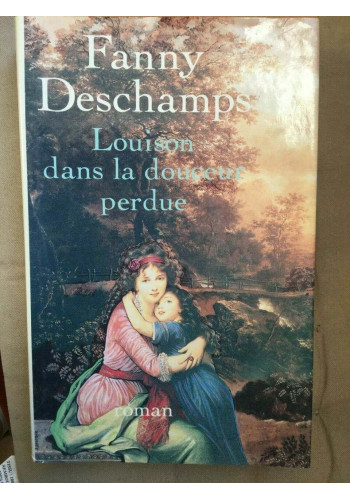 Fanny
Deschamps
Louison
dans la douceur
perdue
roman